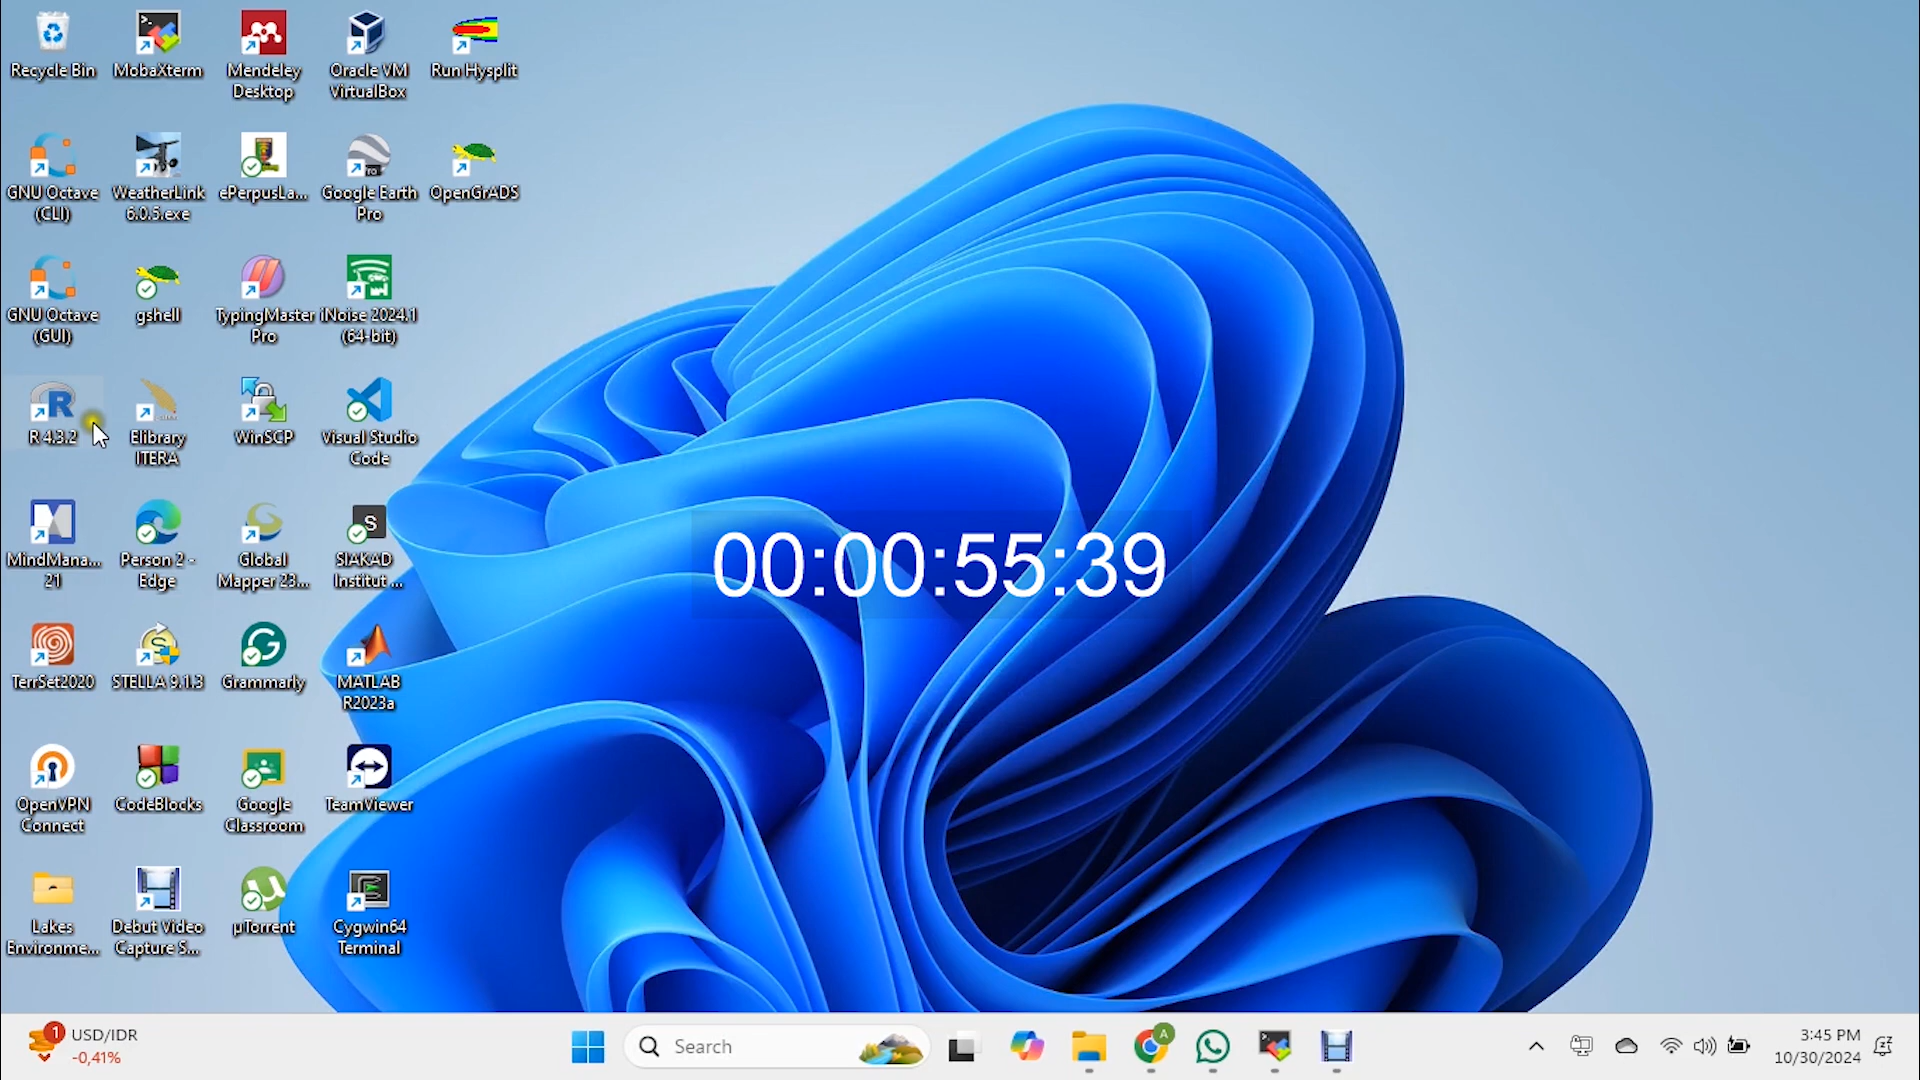 Recycle Bin
MobaXterm
Mendeley
Desktop
Oracle VM
VirtualBox
Run Hysplit
GNU Octave
(CLI)
WeatherLink
6.0.5.exe
ePerpusLa...
Google Earth
Pro
OpenGrADS
GNU Octave
(GUI)
gshell
TypingMaster
Pro
iNoise 2024.1
(64-bit)
R 4.3.2
Elibrary
ITERA
WinSCP
Visual Studio
Code
MindMana...
21
Person 2 -
Edge
Global
Mapper 23...
SIAKAD
Institut ...
00:00:55:39
TerrSet2020
STELLA 9.1.3
Grammarly
MATLAB
R2023a
OpenVPN
Connect
CodeBlocks
Google
Classroom
TeamViewer
Lakes
Environme...
Debut Video
Capture S...
µTorrent
Cygwin64
Terminal
1
USD/IDR
-0,41%
Search
A
3:45 PM
10/30/2024